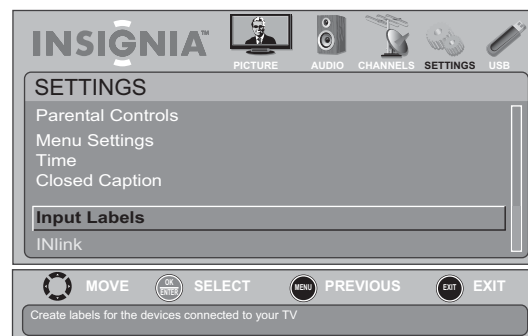 INSIGNIA™
PICTURE AUDIO CHANNELS SETTINGS USB
SETTINGS
Parental Controls
Menu Settings
Time
Closed Caption
Input Labels
INlink
MOVE OK ENTER SELECT MENU PREVIOUS EXIT EXIT
Create labels for the devices connected to your TV